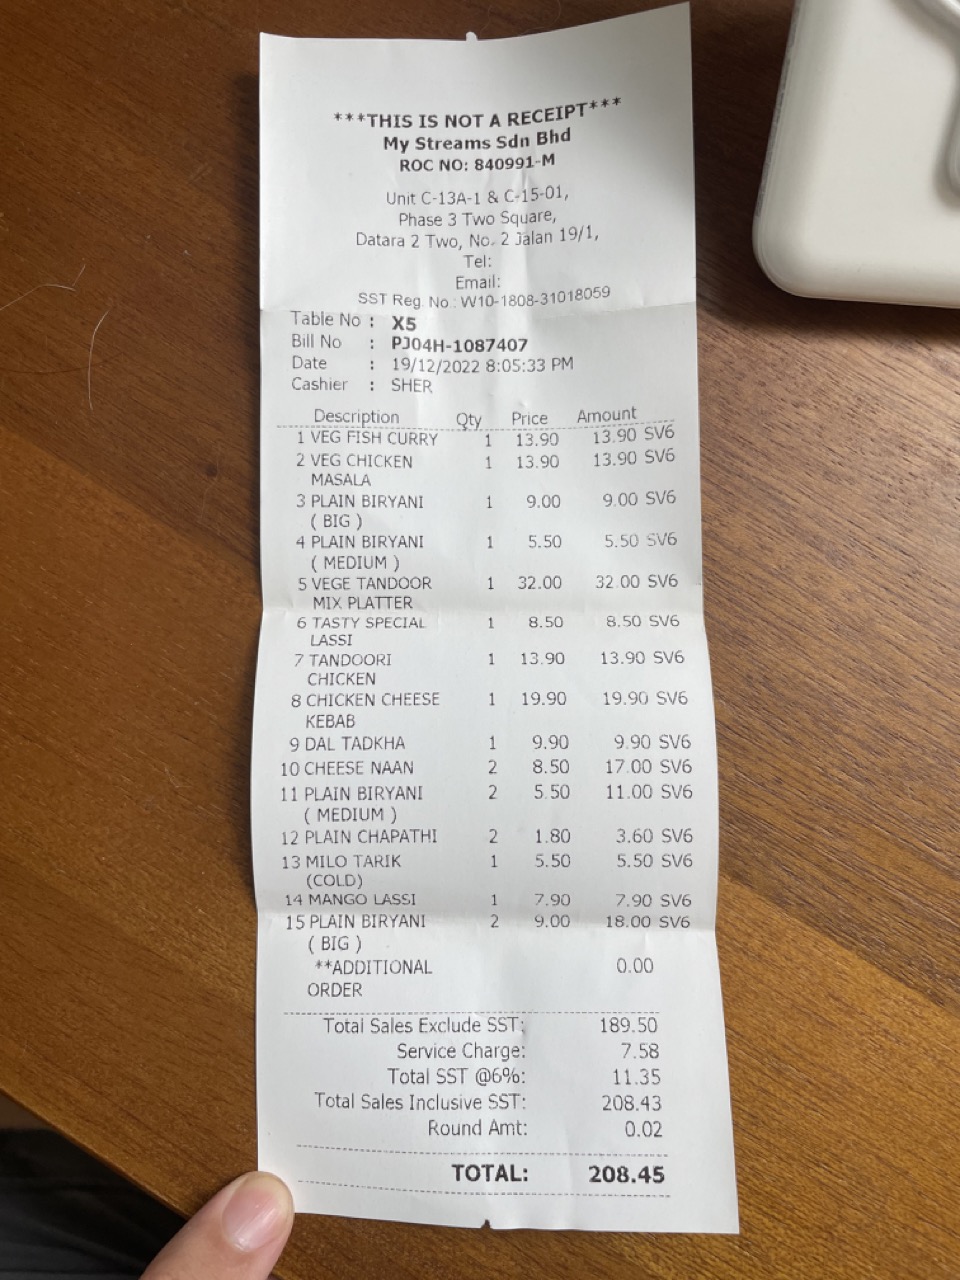 ***THIS IS NOT A RECEIPT***
My Streams Sdn Bhd
ROC NO: 840991-M
Unit C-13A-1 & C-15-01,
Phase 3 Two Square,
Datara 2 Two, No. 2 Jalan 19/1,
Tel:
Email:
SST Reg. No : W10-1808-31018059
Table No : X5
Bill No : PJ04H-1087407
Date : 19/12/2022 8:05:33 PM
Cashier : SHER
Description Qty Price Amount
1 VEG FISH CURRY 1 13.90 13.90 SV6
2 VEG CHICKEN 1 13.90 13.90 SV6
MASALA
3 PLAIN BIRYANI 1 9.00 9.00 SV6
( BIG )
4 PLAIN BIRYANI 1 5.50 5.50 SV6
( MEDIUM )
5 VEGE TANDOOR 1 32.00 32.00 SV6
MIX PLATTER
6 TASTY SPECIAL 1 8.50 8.50 SV6
LASSI
7 TANDOORI 1 13.90 13.90 SV6
CHICKEN
8 CHICKEN CHEESE 1 19.90 19.90 SV6
KEBAB
9 DAL TADKHA 1 9.90 9.90 SV6
10 CHEESE NAAN 2 8.50 17.00 SV6
11 PLAIN BIRYANI 2 5.50 11.00 SV6
( MEDIUM )
12 PLAIN CHAPATHI 2 1.80 3.60 SV6
13 MILO TARIK 1 5.50 5.50 SV6
(COLD)
14 MANGO LASSI 1 7.90 7.90 SV6
15 PLAIN BIRYANI 2 9.00 18.00 SV6
( BIG )
**ADDITIONAL 0.00
ORDER
Total Sales Exclude SST: 189.50
Service Charge: 7.58
Total SST @6%: 11.35
Total Sales Inclusive SST: 208.43
Round Amt: 0.02
TOTAL: 208.45